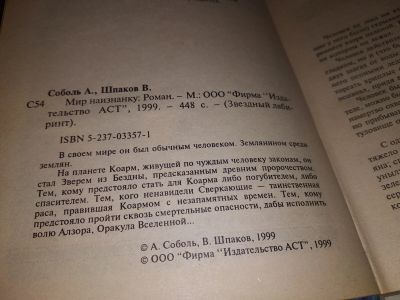 Соболь А., Шпаков В.
С54 Мир наизнанку: Роман. – М.: ООО "Фирма "Изда-
тельство АСТ", 1999. – 448 с. – (Звездный лаби-
ринт).
ISBN 5-237-03357-1
В своем мире он был обычным человеком. Землянином среди
землян.
На планете Коарм, живущей по чуждым человеку законам, он
стал Зверем из Бездны, предсказанным древним пророчеством.
Тем, кому предстояло стать для Коарма либо погубителем, либо
спасителем. Тем, кого ненавидели Сверкающие – таинственная
раса, правившая Коармом с незапамятных времен. Тем, кому
предстояло пройти сквозь смертельные опасности, дабы исполнить
волю Алзора, Оракула Вселенной...
© А. Соболь, В. Шпаков, 1999
© ООО "Фирма "Издательство АСТ", 1999